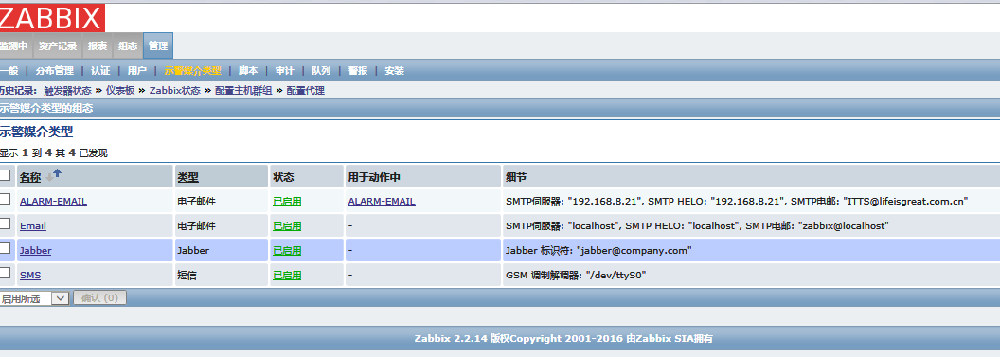 ZABBIX
监测中 资产记录 报表 组态 管理
一般 | 分布管理 | 认证 | 用户 | 示警媒介类型 | 脚本 | 审计 | 队列 | 警报 | 安装
历史记录: 触发器状态 » 仪表板 » Zabbix状态 » 配置主机群组 » 配置代理
示警媒介类型的组态
示警媒介类型
显示 1 到 4 其 4 已发现
名称 类型 状态 用于动作中 细节
ALARM-EMAIL 电子邮件 已启用 ALARM-EMAIL SMTP伺服器: "192.168.8.21", SMTP HELO: "192.168.8.21", SMTP电邮: "ITTS@lifeisgreat.com.cn"
Email 电子邮件 已启用 - SMTP伺服器: "localhost", SMTP HELO: "localhost", SMTP电邮: "zabbix@localhost"
Jabber Jabber 已启用 - Jabber 标识符: "jabber@company.com"
SMS 短信 已启用 - GSM 调制解调器: "/dev/ttyS0"
启用所选 确认 (0)
Zabbix 2.2.14 版权Copyright 2001-2016 由Zabbix SIA拥有